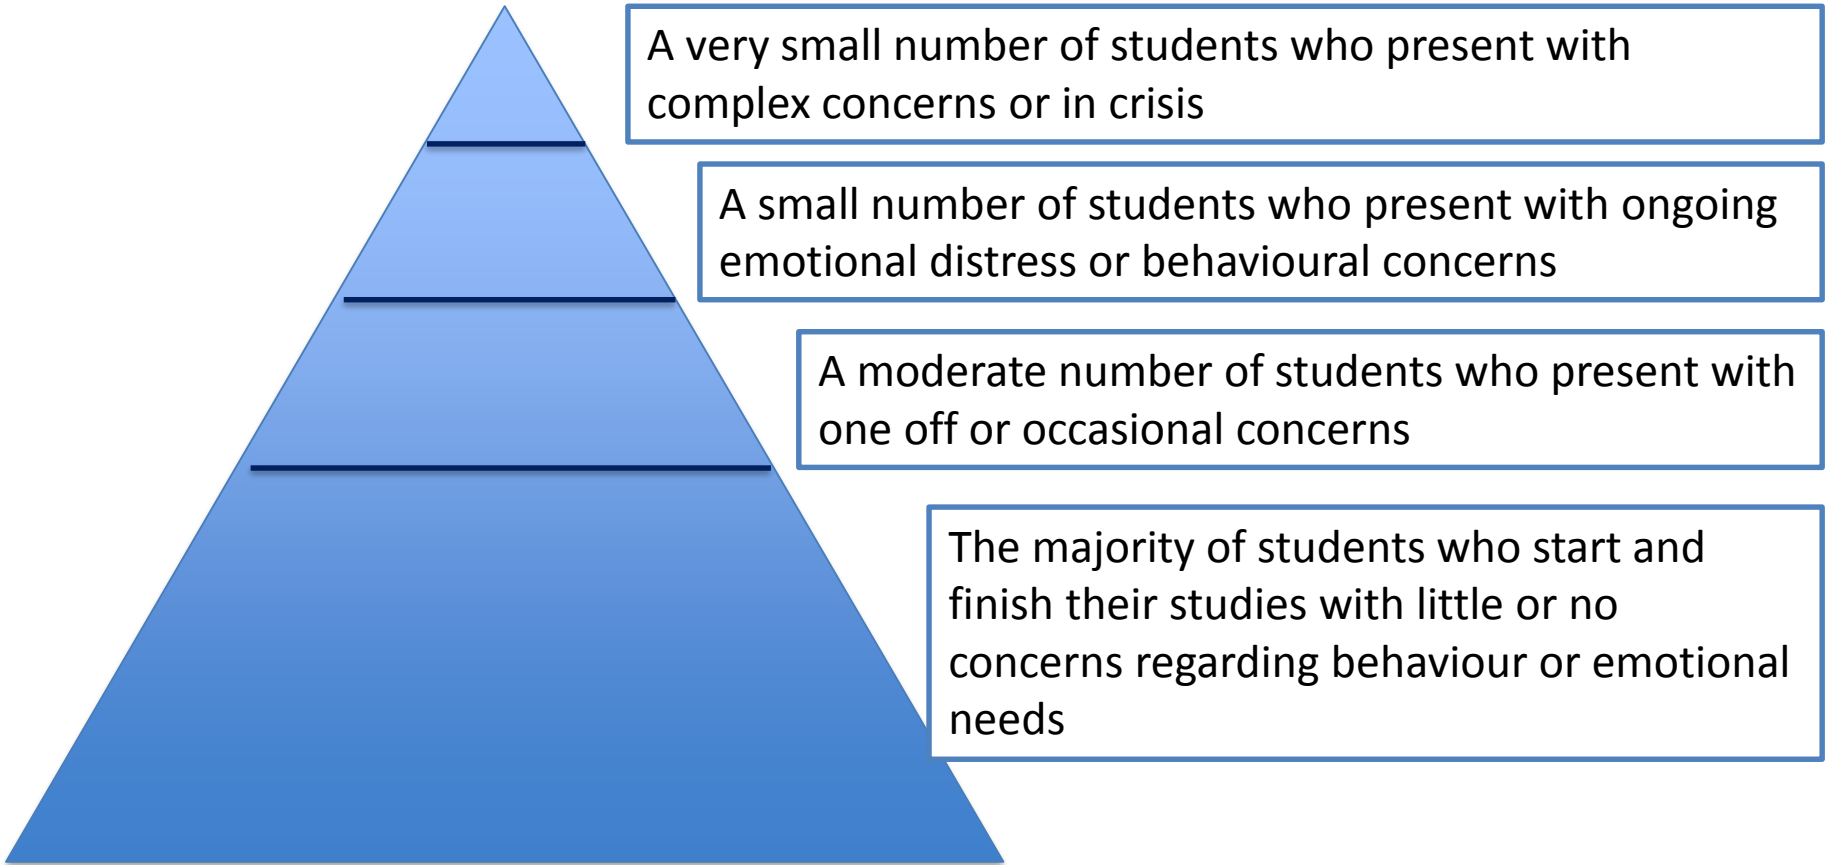 A very small number of students who present with
complex concerns or in crisis
A small number of students who present with ongoing
emotional distress or behavioural concerns
A moderate number of students who present with
one off or occasional concerns
The majority of students who start and
finish their studies with little or no
concerns regarding behaviour or emotional
needs